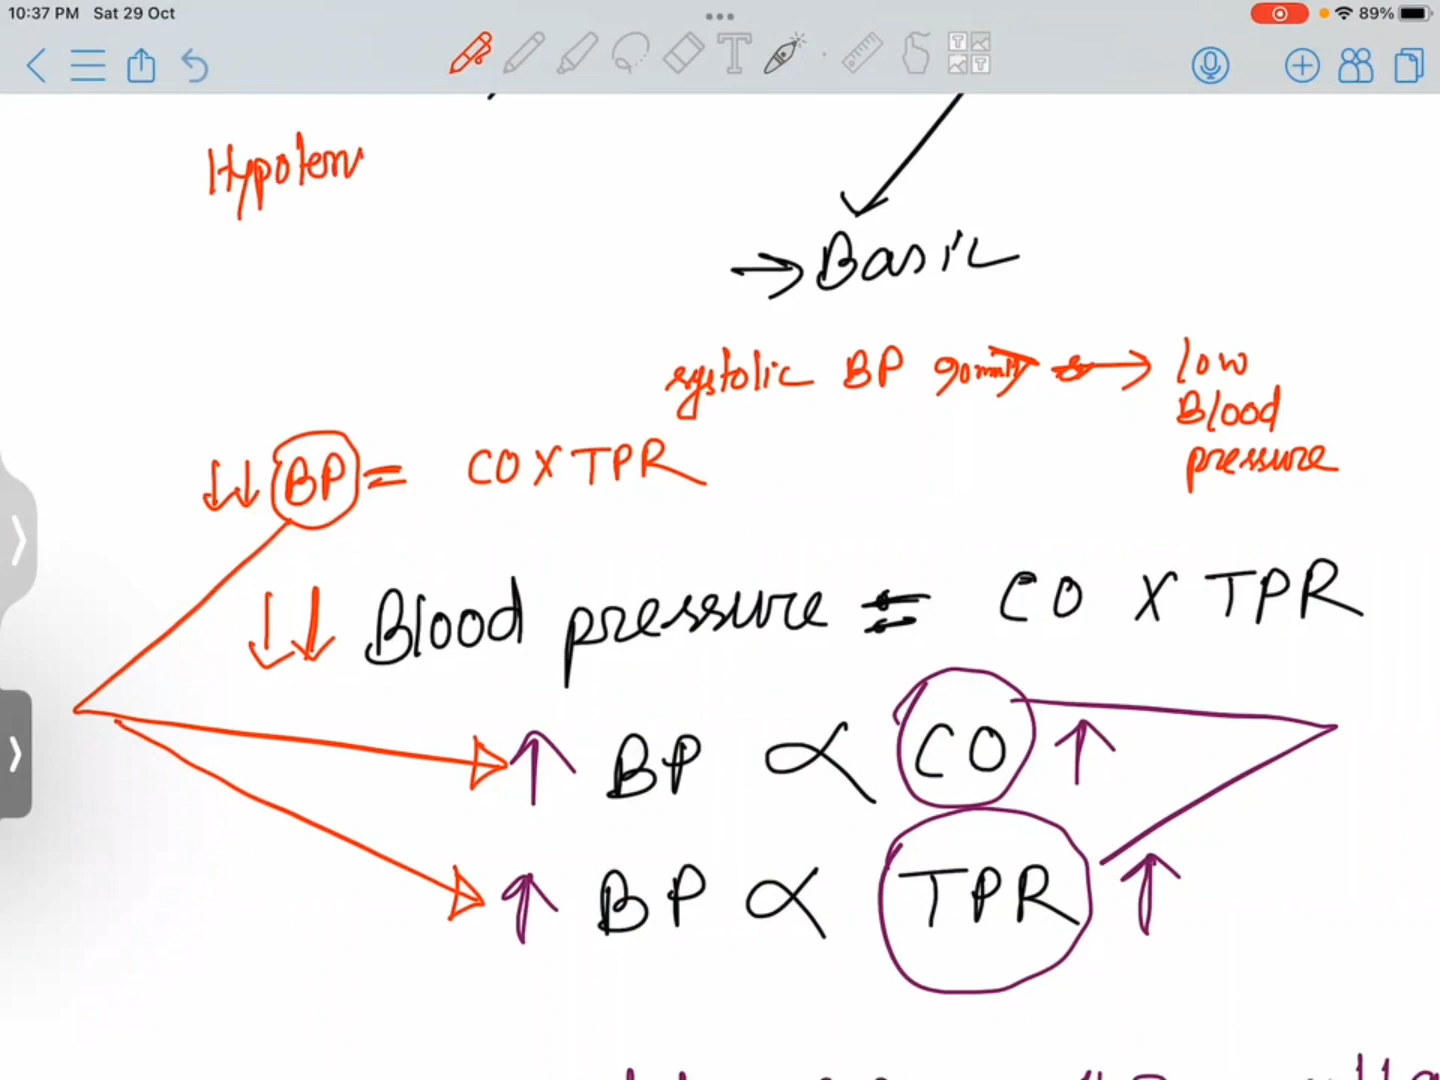 10:37 PM Sat 29 Oct
89%
Hypoten
→ Basic
systolic BP 90mmH → low
Blood
pressure
↓↓ BP = CO X TPR
↓↓ Blood pressure = CO X TPR
↑ BP ∝ CO ↑
↑ BP ∝ TPR ↑